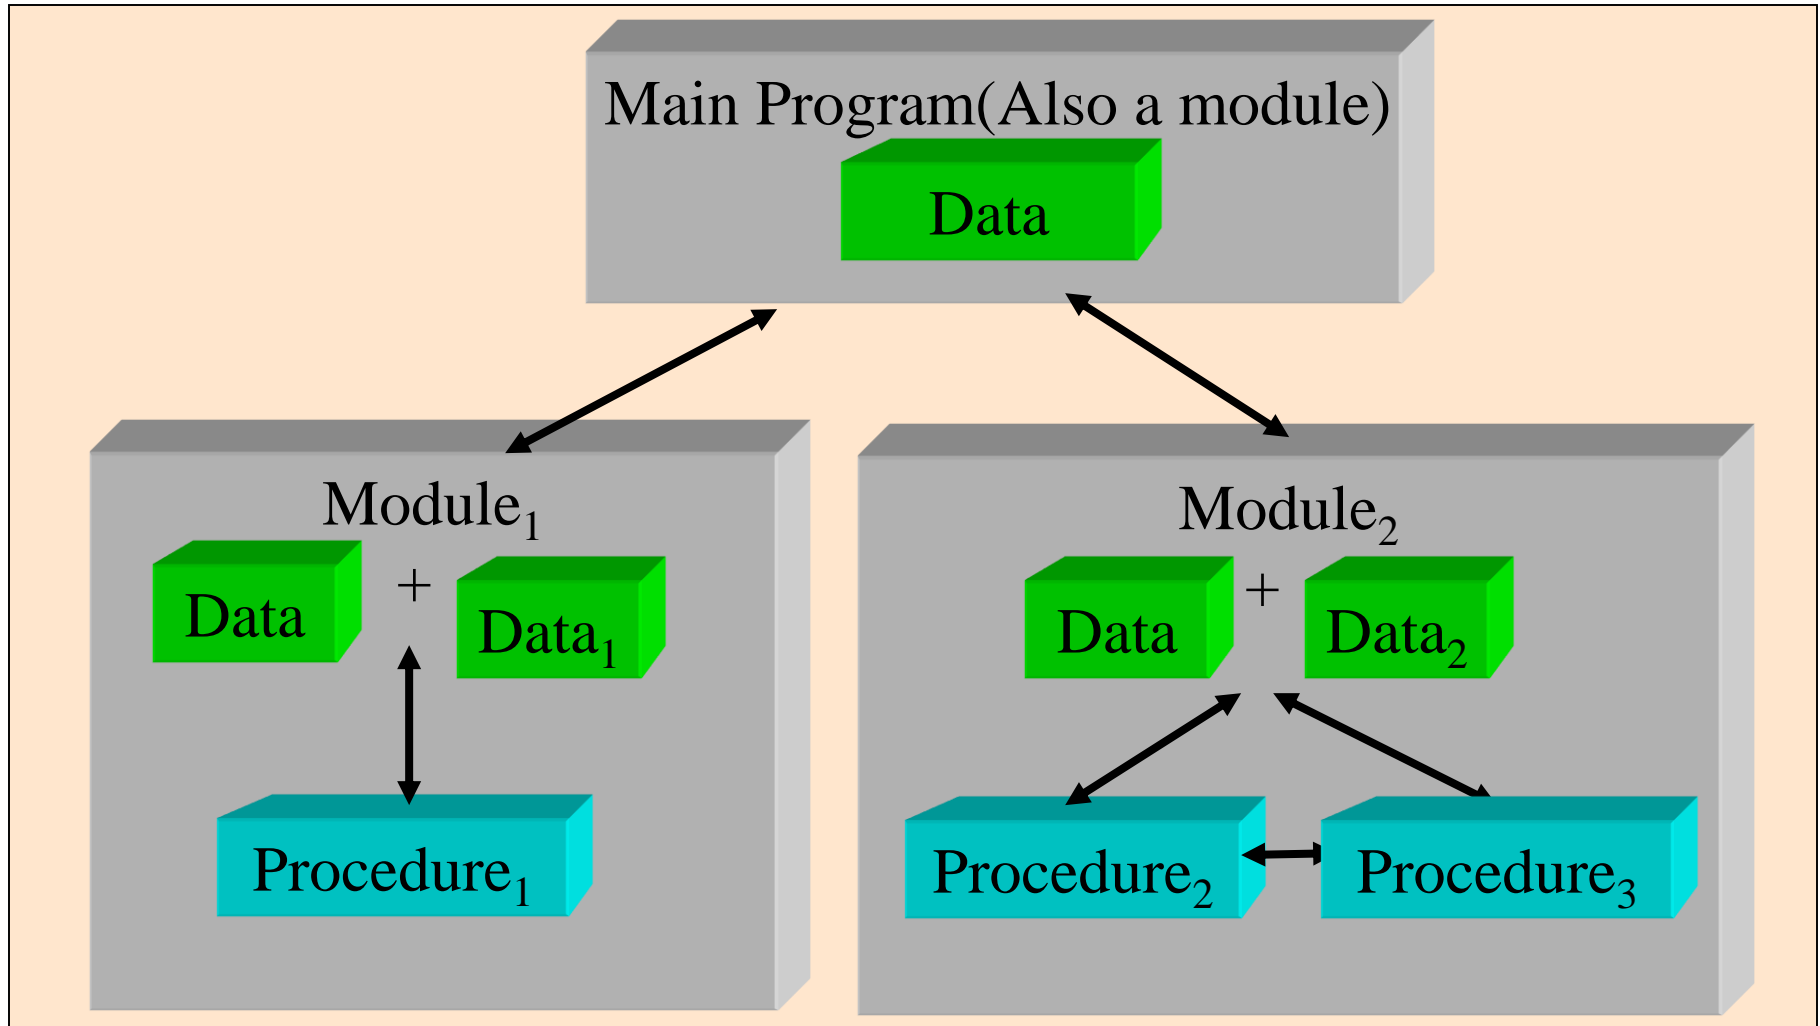 Main Program(Also a module)
Data
Module₁
Data + Data₁
Procedure₁
Module₂
Data + Data₂
Procedure₂
Procedure₃